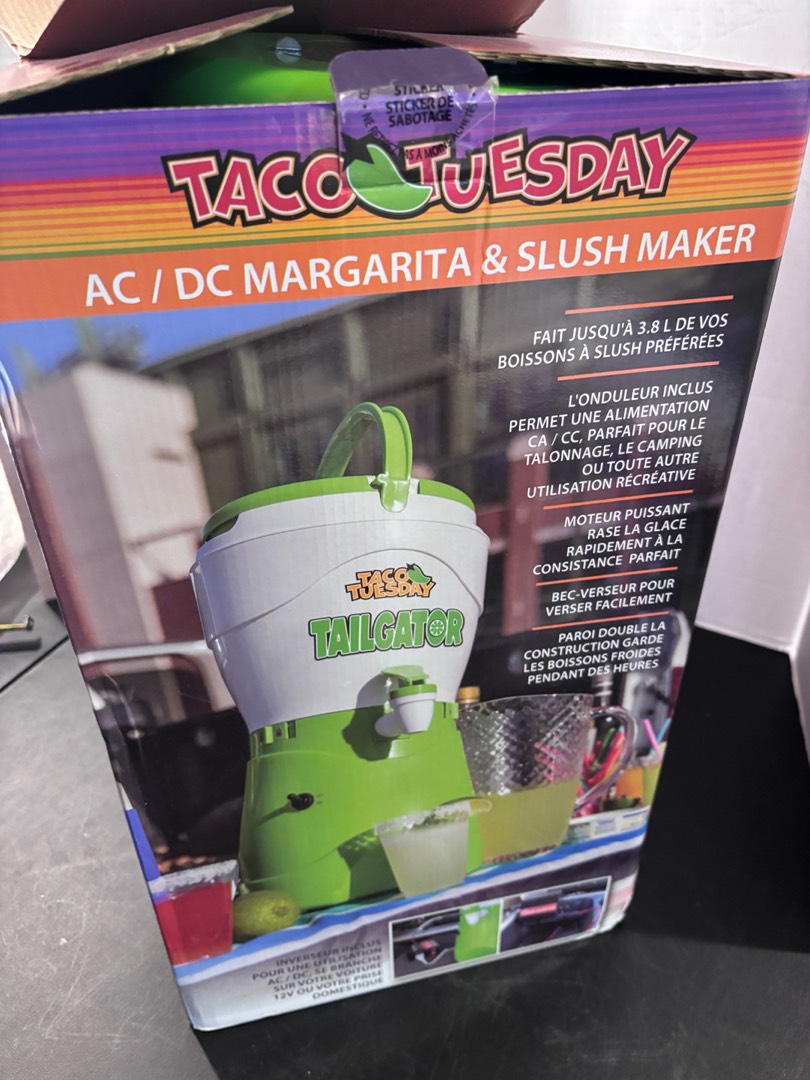 STICKER
STICKER DE
SABOTAGE
TACO TUESDAY
AC / DC MARGARITA & SLUSH MAKER
FAIT JUSQU'À 3.8 L DE VOS
BOISSONS À SLUSH PRÉFÉRÉES
L'ONDULEUR INCLUS
PERMET UNE ALIMENTATION
CA / CC, PARFAIT POUR LE
TALONNAGE, LE CAMPING
OU TOUTE AUTRE
UTILISATION RÉCRÉATIVE
MOTEUR PUISSANT
RASE LA GLACE
RAPIDEMENT À LA
CONSISTANCE PARFAIT
BEC-VERSEUR POUR
VERSER FACILEMENT
PAROI DOUBLE LA
CONSTRUCTION GARDE
LES BOISSONS FROIDES
PENDANT DES HEURES
TACO
TUESDAY
TAILGATOR
INVERSEUR INCLUS
POUR UNE UTILISATION
AC / DC, SE BRANCHE
SUR VOTRE VOITURE
12V OU VOTRE PRISE
DOMESTIQUE